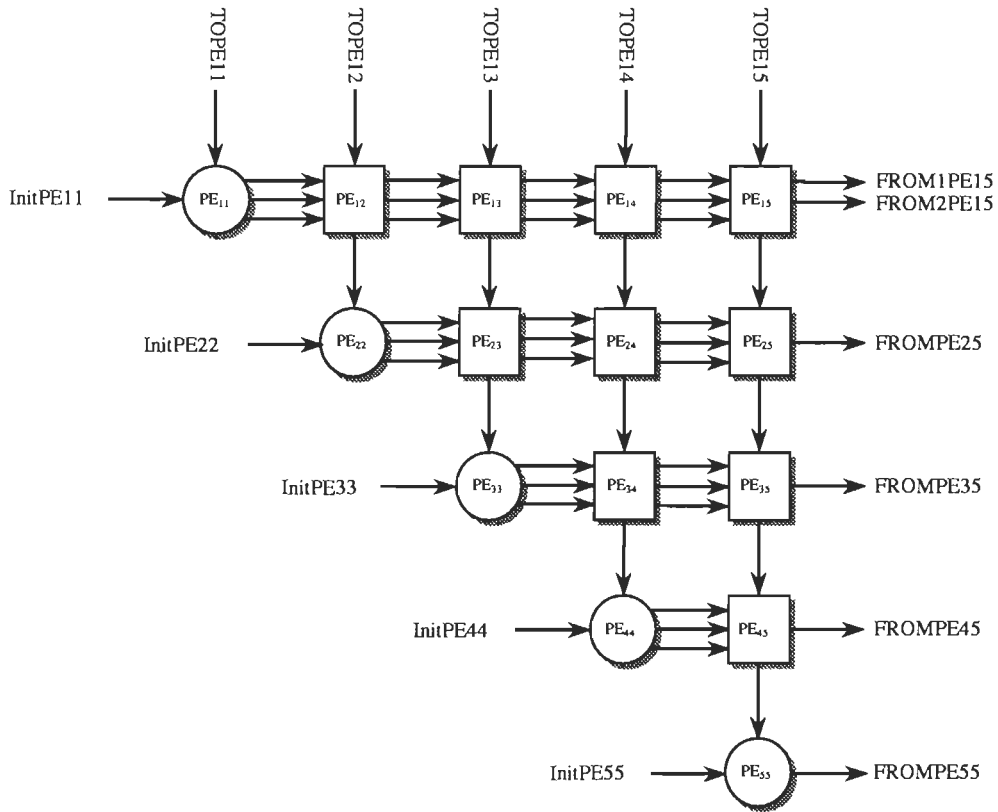 TOPE11
TOPE12
TOPE13
TOPE14
TOPE15
InitPE11
PE11
PE12
PE13
PE14
PE15
FROM1PE15
FROM2PE15
InitPE22
PE22
PE23
PE24
PE25
FROMPE25
InitPE33
PE33
PE34
PE35
FROMPE35
InitPE44
PE44
PE45
FROMPE45
InitPE55
PE55
FROMPE55